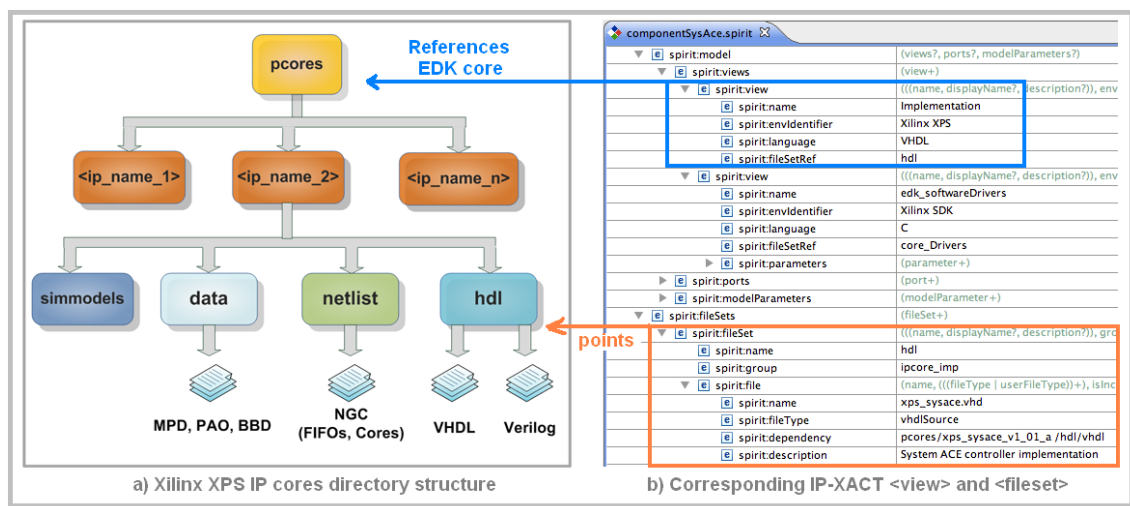 pcores
<ip_name_1>
<ip_name_2>
<ip_name_n>
simmodels
data
netlist
hdl
MPD, PAO, BBD
NGC
(FIFOs, Cores)
VHDL
Verilog
a) Xilinx XPS IP cores directory structure
References
EDK core
points
componentSysAce.spirit
e spirit:model (views?, ports?, modelParameters?)
e spirit:views (view+)
e spirit:view (((name, displayName?, description?)), env
e spirit:name Implementation
e spirit:envIdentifier Xilinx XPS
e spirit:language VHDL
e spirit:fileSetRef hdl
e spirit:view (((name, displayName?, description?)), env
e spirit:name edk_softwareDrivers
e spirit:envIdentifier Xilinx SDK
e spirit:language C
e spirit:fileSetRef core_Drivers
e spirit:parameters (parameter+)
e spirit:ports (port+)
e spirit:modelParameters (modelParameter+)
e spirit:fileSets (fileSet+)
e spirit:fileSet (((name, displayName?, description?)), gro
e spirit:name hdl
e spirit:group ipcore_imp
e spirit:file (name, (((fileType | userFileType))+), isInc
e spirit:name xps_sysace.vhd
e spirit:fileType vhdlSource
e spirit:dependency pcores/xps_sysace_v1_01_a /hdl/vhdl
e spirit:description System ACE controller implementation
b) Corresponding IP-XACT <view> and <fileset>